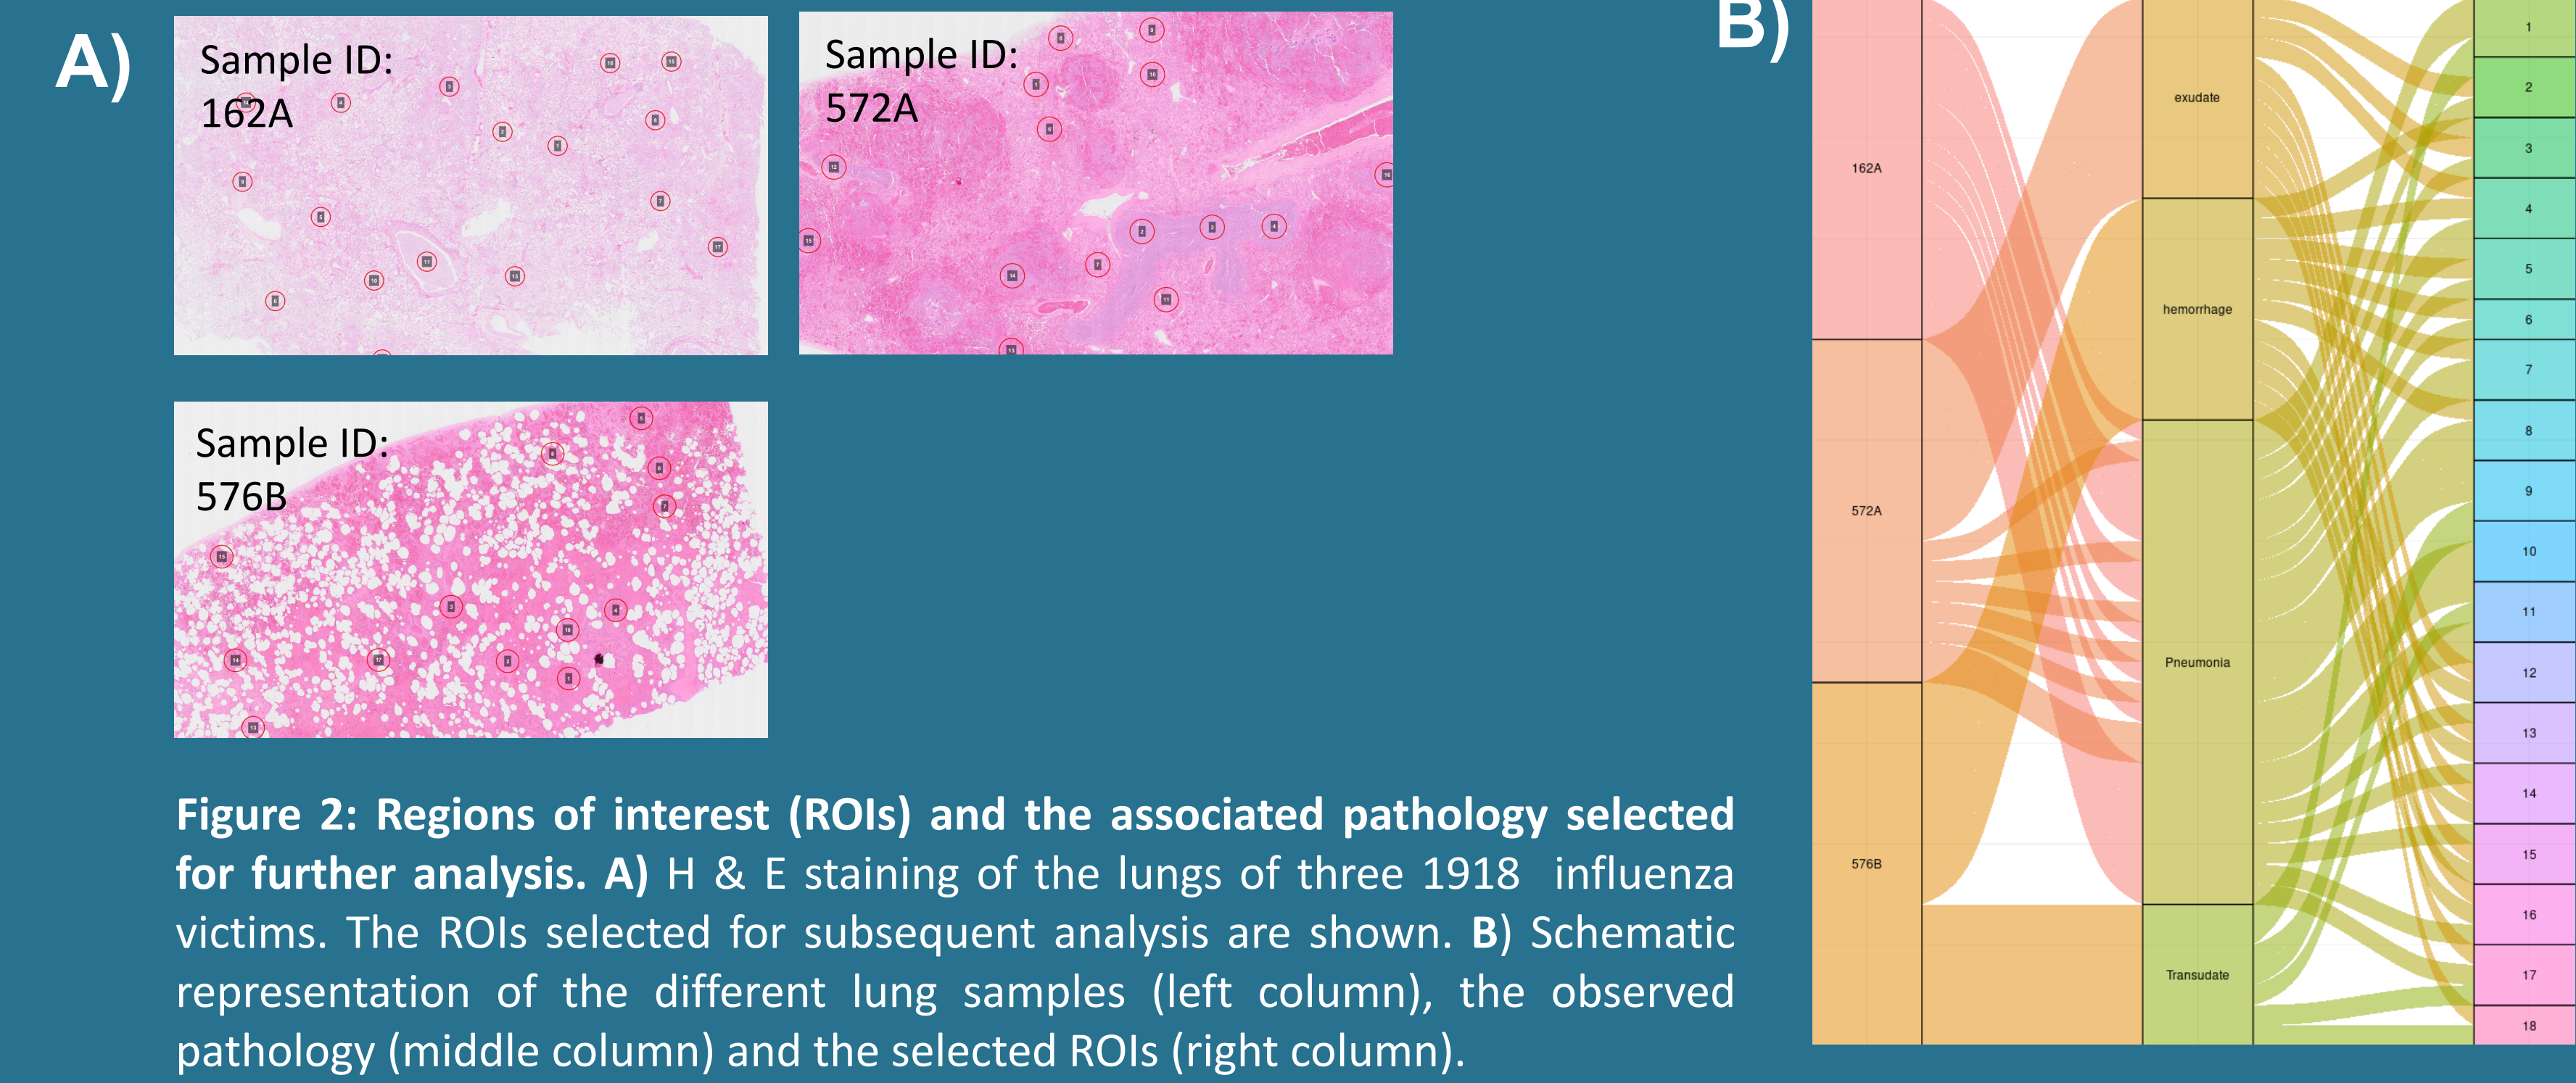 A)
Sample ID:
162A
Sample ID:
572A
Sample ID:
576B
Figure 2: Regions of interest (ROIs) and the associated pathology selected
for further analysis. A) H & E staining of the lungs of three 1918 influenza
victims. The ROIs selected for subsequent analysis are shown. B) Schematic
representation of the different lung samples (left column), the observed
pathology (middle column) and the selected ROIs (right column).
B)
162A
572A
576B
exudate
hemorrhage
Pneumonia
Transudate
1
2
3
4
5
6
7
8
9
10
11
12
13
14
15
16
17
18